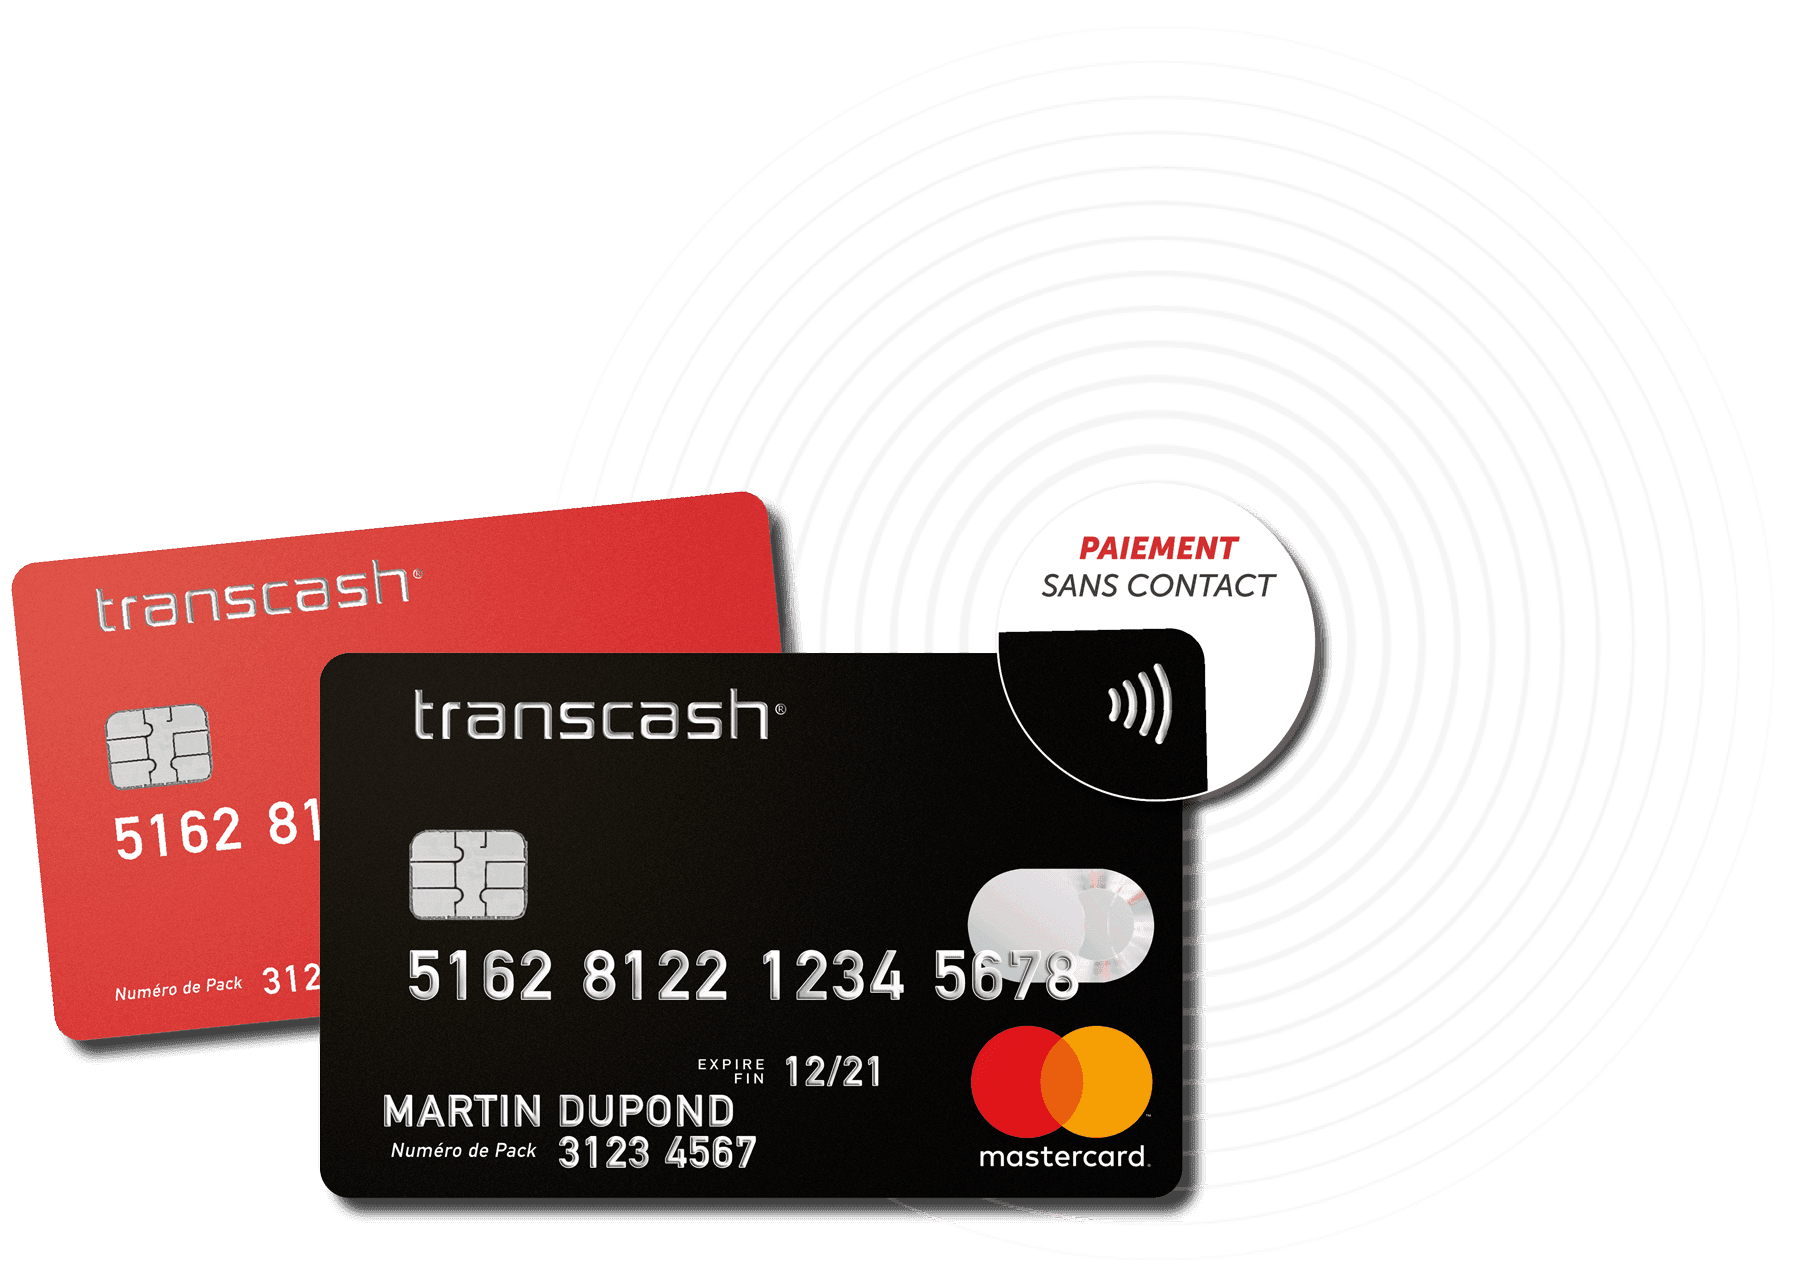 transcash®
5162 81
Numéro de Pack 312
PAIEMENT
SANS CONTACT
transcash®
5162 8122 1234 5678
EXPIRE
FIN 12/21
MARTIN DUPOND
Numéro de Pack 3123 4567
mastercard.